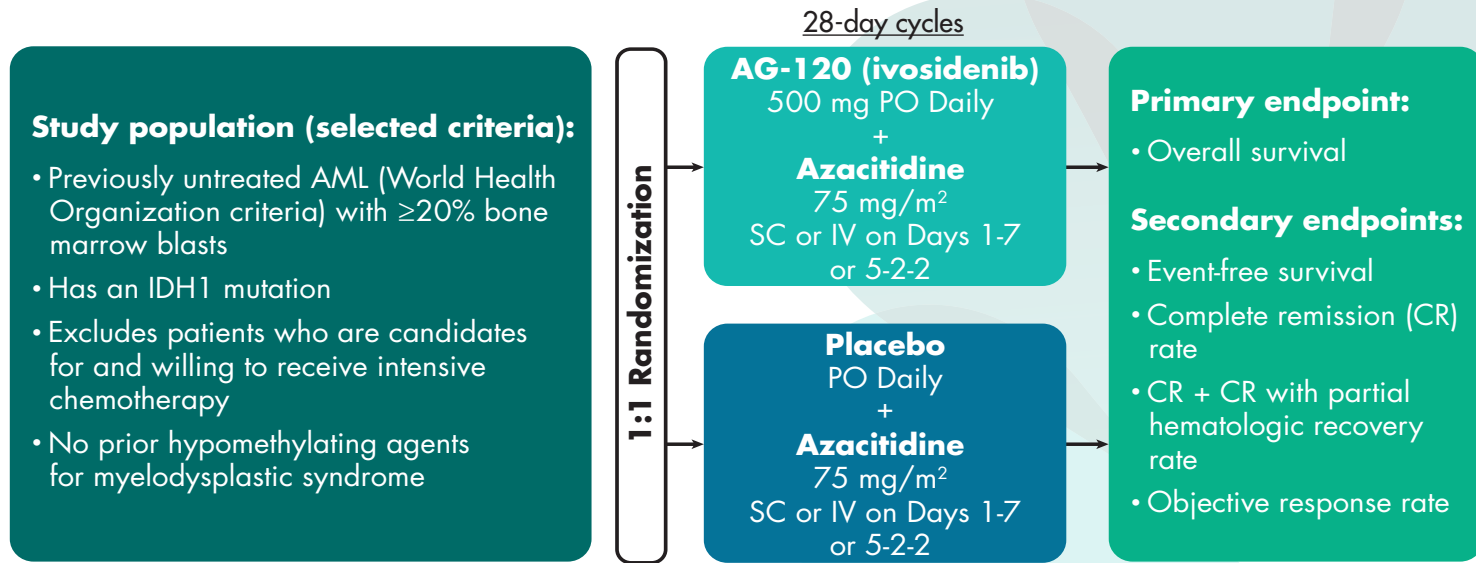 28-day cycles
Study population (selected criteria):
• Previously untreated AML (World Health
Organization criteria) with ≥20% bone
marrow blasts
• Has an IDH1 mutation
• Excludes patients who are candidates
for and willing to receive intensive
chemotherapy
• No prior hypomethylating agents
for myelodysplastic syndrome
1:1 Randomization
AG-120 (ivosidenib)
500 mg PO Daily
+
Azacitidine
75 mg/m²
SC or IV on Days 1-7
or 5-2-2
Placebo
PO Daily
+
Azacitidine
75 mg/m²
SC or IV on Days 1-7
or 5-2-2
Primary endpoint:
• Overall survival
Secondary endpoints:
• Event-free survival
• Complete remission (CR)
rate
• CR + CR with partial
hematologic recovery
rate
• Objective response rate